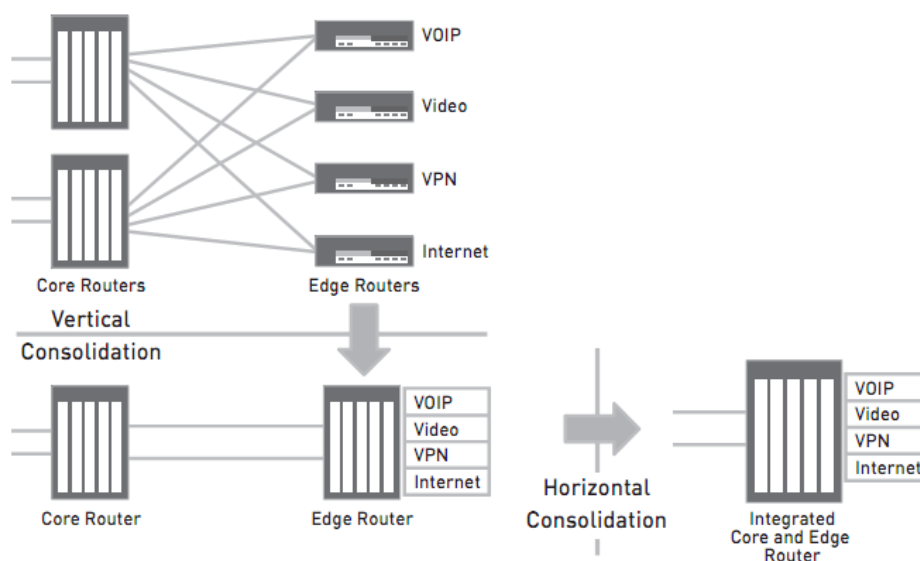 VOIP
Video
VPN
Internet
Core Routers
Edge Routers
Vertical
Consolidation
VOIP
Video
VPN
Internet
Core Router
Edge Router
Horizontal
Consolidation
VOIP
Video
VPN
Internet
Integrated
Core and Edge
Router